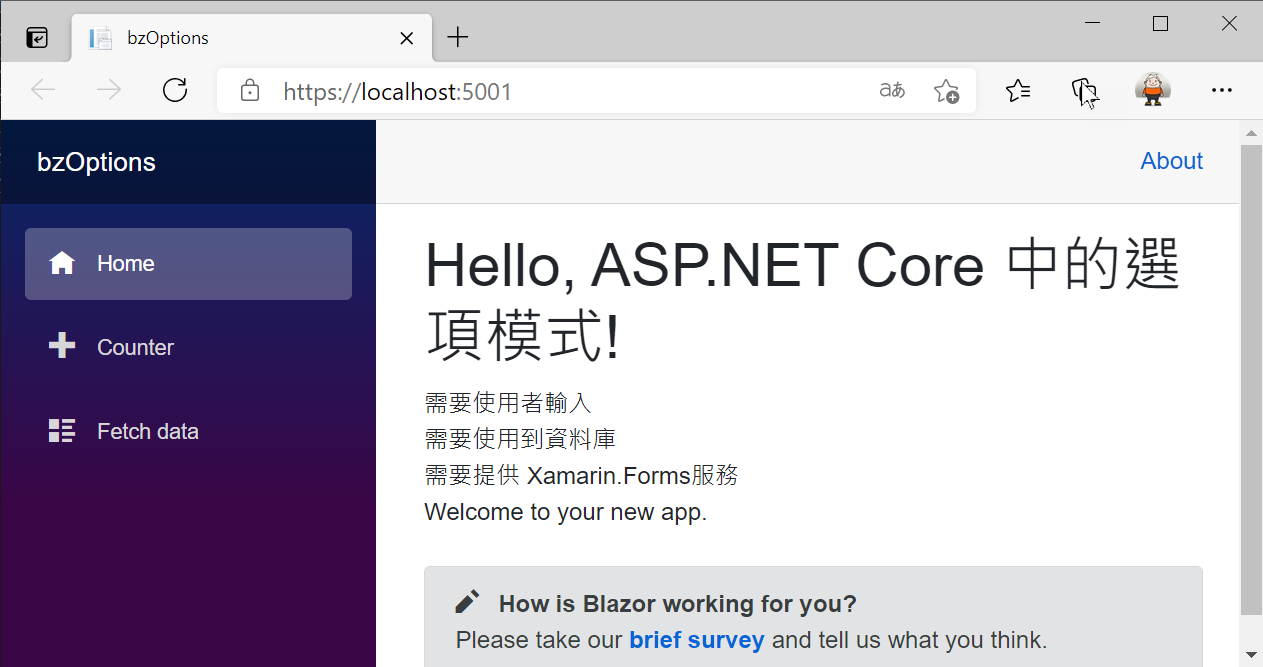 bzOptions
https://localhost:5001
aあ
bzOptions
About
Home
Counter
Fetch data
Hello, ASP.NET Core 中的選
項模式!
需要使用者輸入
需要使用到資料庫
需要提供 Xamarin.Forms服務
Welcome to your new app.
How is Blazor working for you?
Please take our brief survey and tell us what you think.